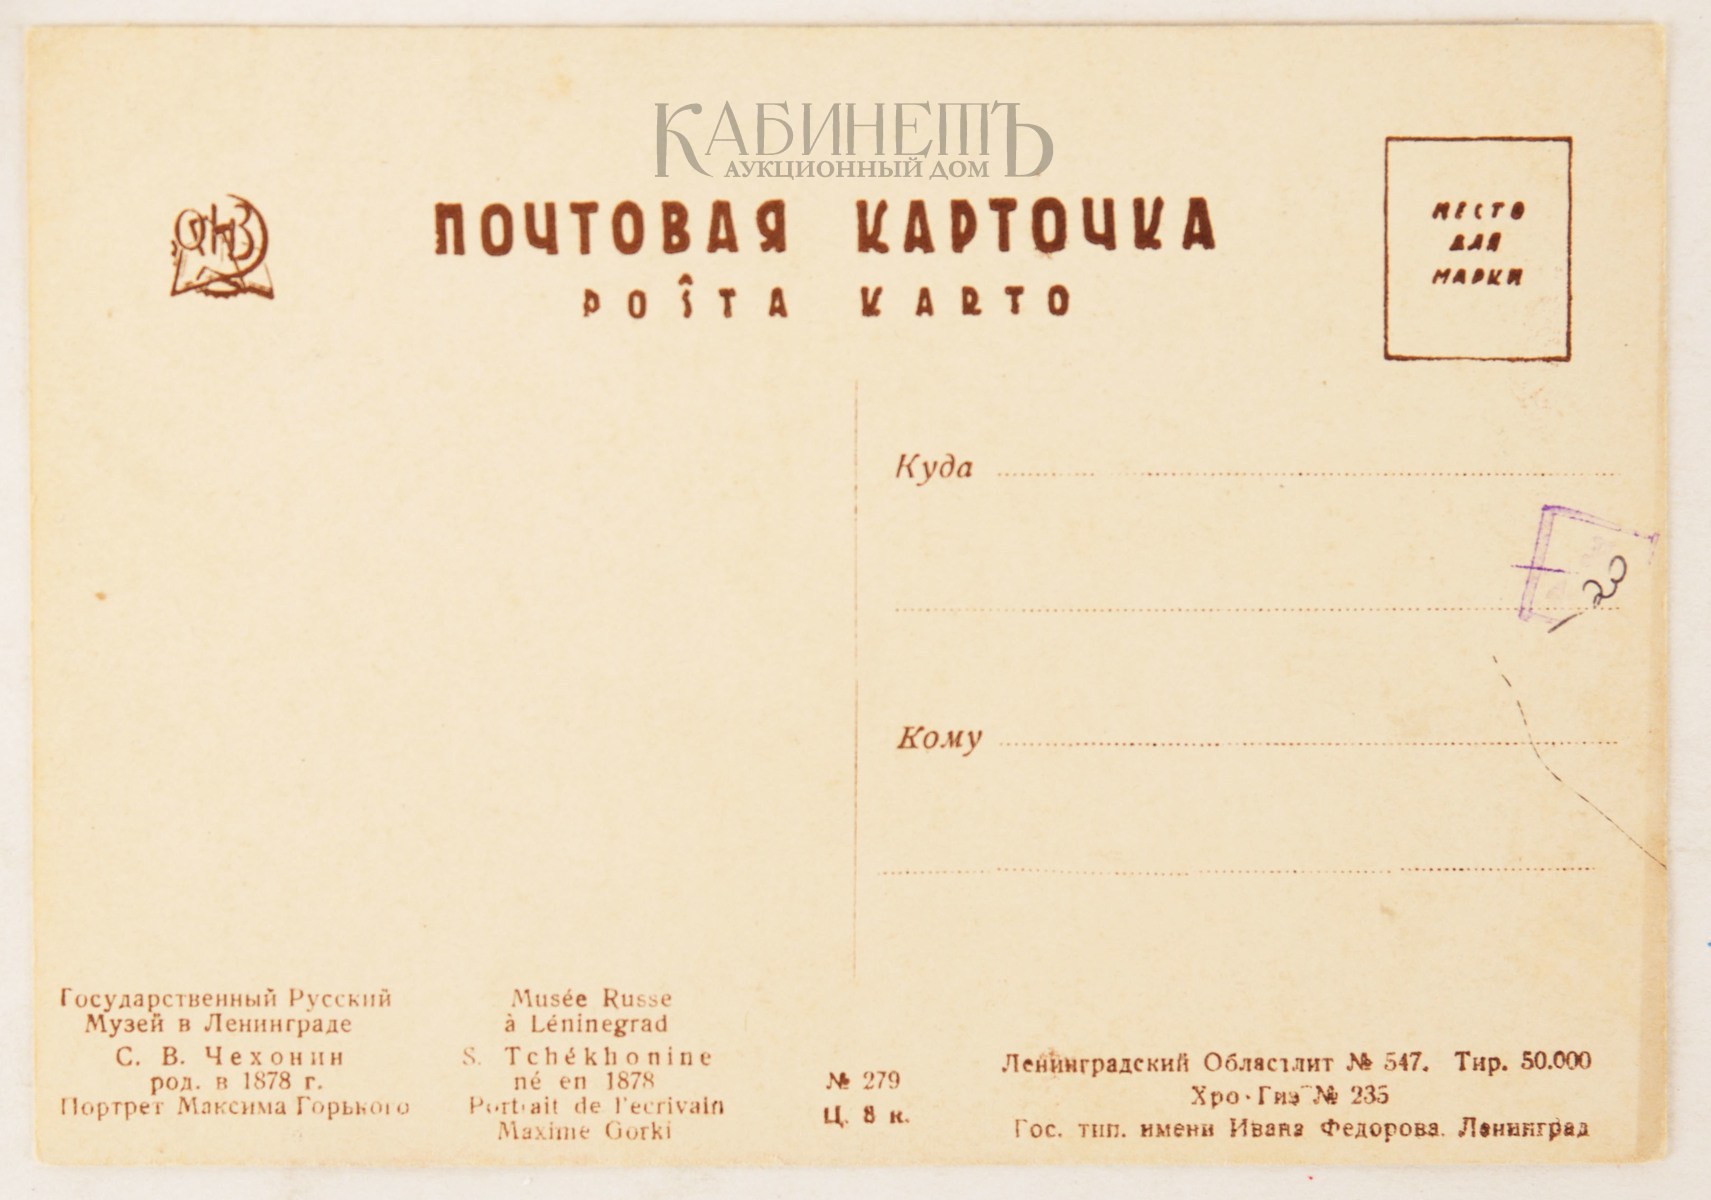 КАБИНЕТЪ
АУКЦИОННЫЙ ДОМ
ПОЧТОВАЯ КАРТОЧКА
POŜTA KARTO
МЕСТО
ДЛЯ
МАРКИ
Куда
20
Кому
Государственный Русский
Музей в Ленинграде
С. В. Чехонин
род. в 1878 г.
Портрет Максима Горького
Musée Russe
à Léninegrad
S. Tchékhonine
né en 1878
Portrait de l'ecrivain
Maxime Gorki
№ 279
Ц. 8 к.
Ленинградский Областлит № 547. Тир. 50.000
Хро-Гиз № 235
Гос. тип. имени Ивана Федорова. Ленинград